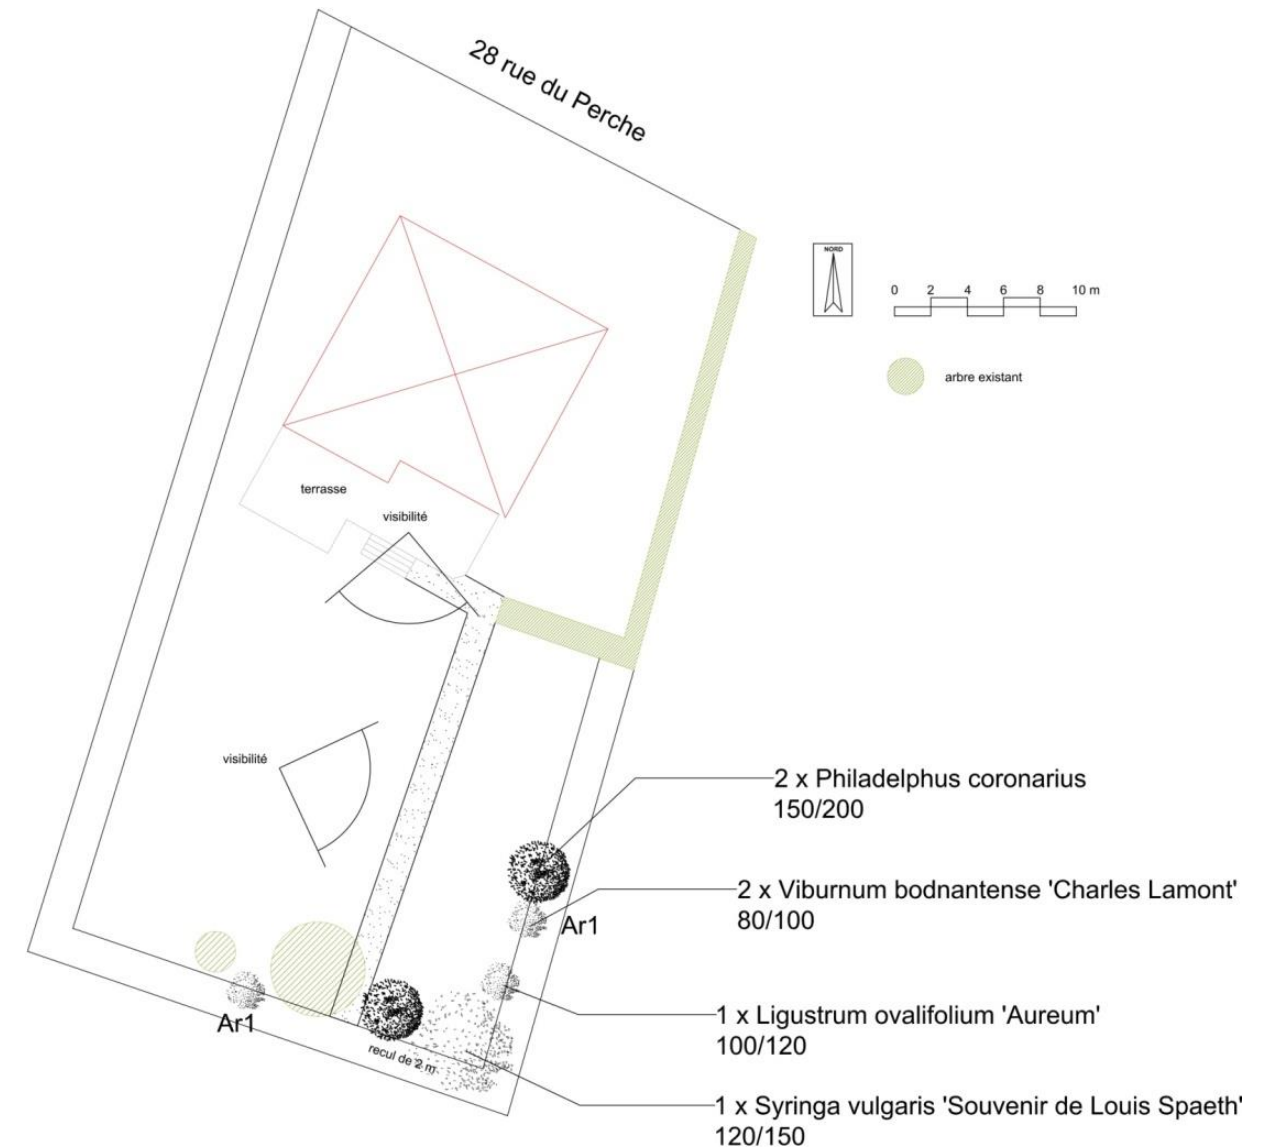 28 rue du Perche
NORD
0 2 4 6 8 10 m
arbre existant
terrasse
visibilité
visibilité
2 x Philadelphus coronarius
150/200
2 x Viburnum bodnantense 'Charles Lamont'
80/100
Ar1
1 x Ligustrum ovalifolium 'Aureum'
100/120
Ar1
recul de 2 m
1 x Syringa vulgaris 'Souvenir de Louis Spaeth'
120/150